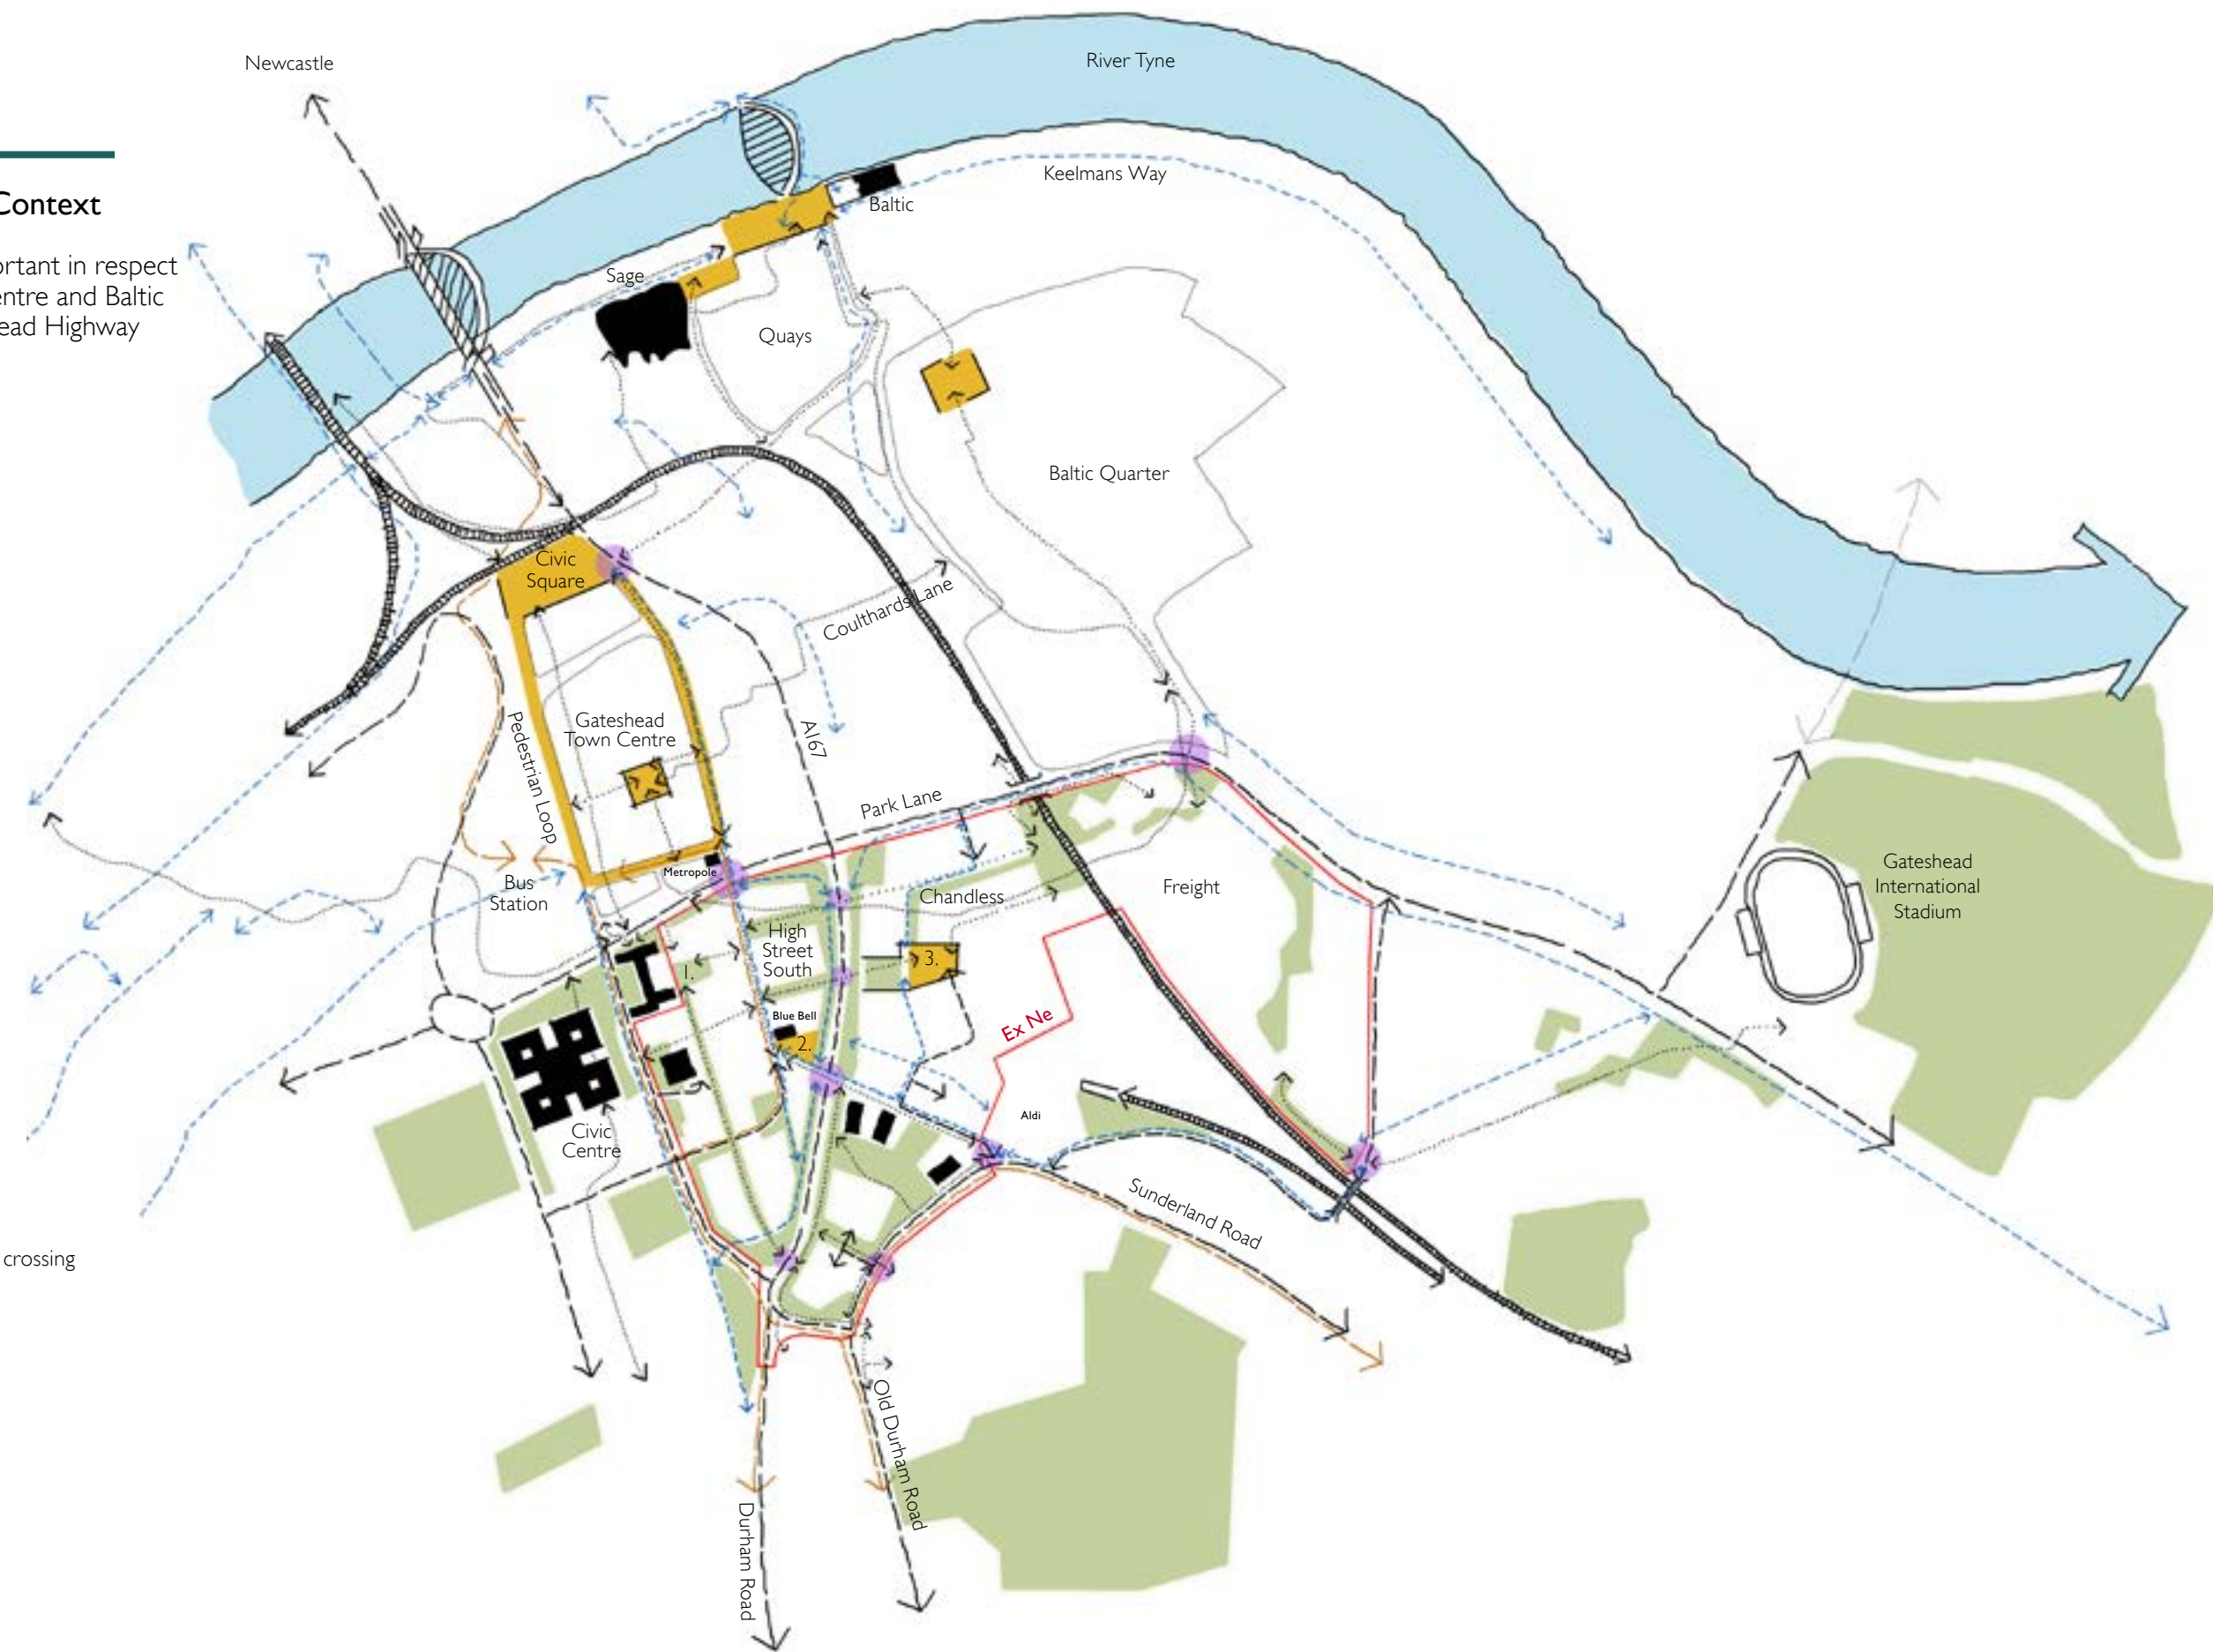 Newcastle
River Tyne
Context
Keelmans Way
Baltic
ortant in respect
entre and Baltic
ead Highway
Sage
Quays
Baltic Quarter
Civic
Square
Coulthards Lane
Gateshead
Town Centre
A167
Pedestrian Loop
Park Lane
Metropole
Bus
Station
Chandless
Freight
Gateshead
International
Stadium
High
Street
South
1.
3.
Blue Bell
2.
Ex Ne
Aldi
Civic
Centre
Sunderland Road
crossing
Old Durham Road
Durham Road